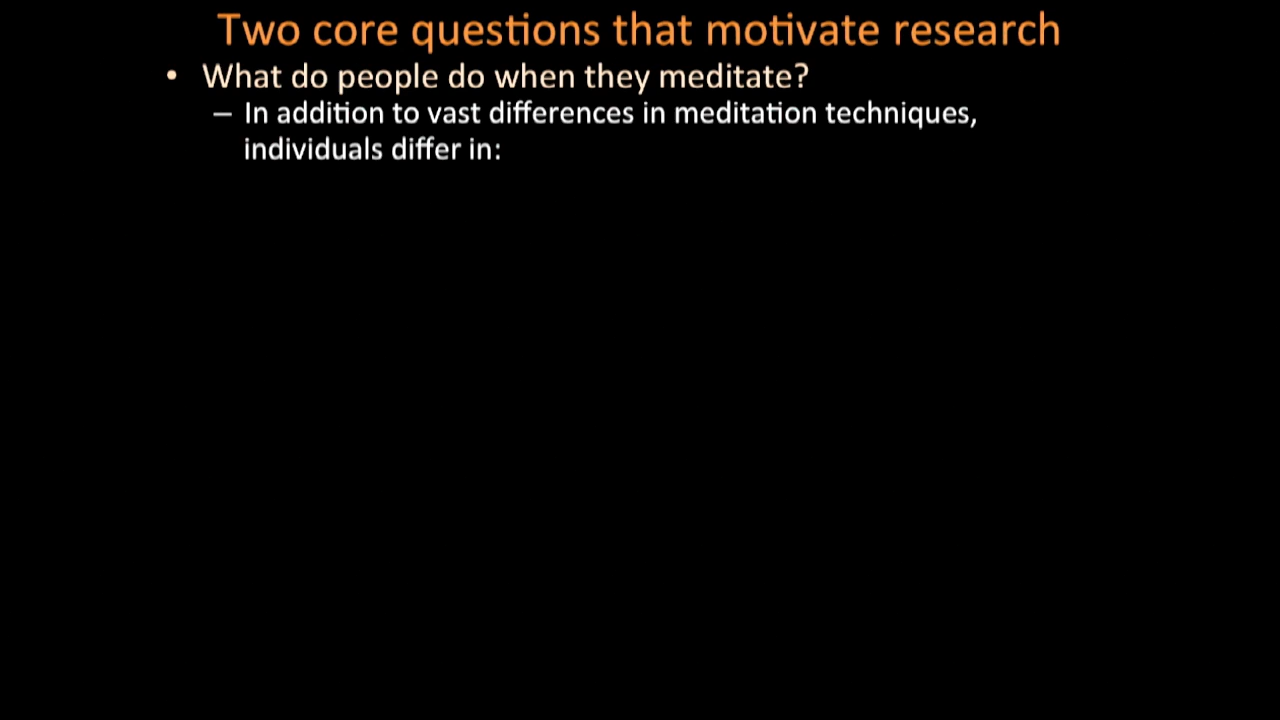 Two core questions that motivate research
• What do people do when they meditate?
– In addition to vast differences in meditation techniques,
individuals differ in: